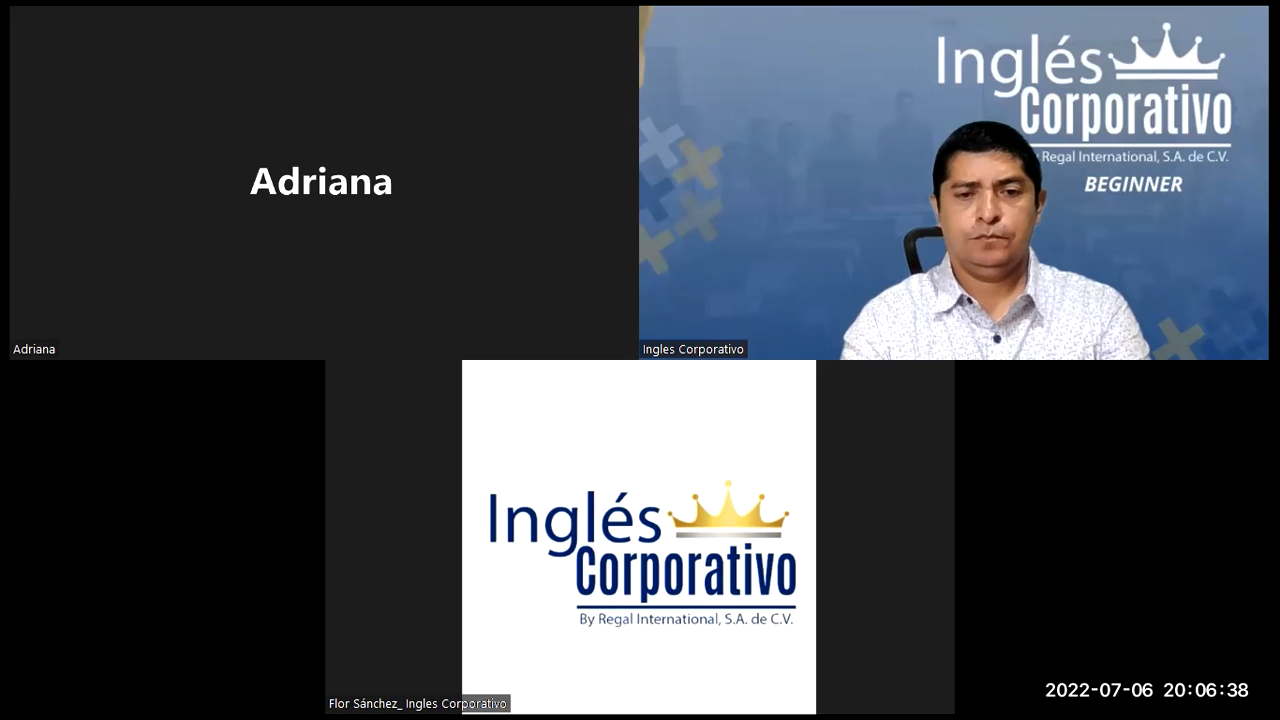 Adriana
Adriana
Inglés
Corporativo
Regal International, S.A. de C.V.
BEGINNER
Ingles Corporativo
Inglés
Corporativo
By Regal International, S.A. de C.V.
Flor Sánchez_ Ingles Corporativo
2022-07-06 20:06:38